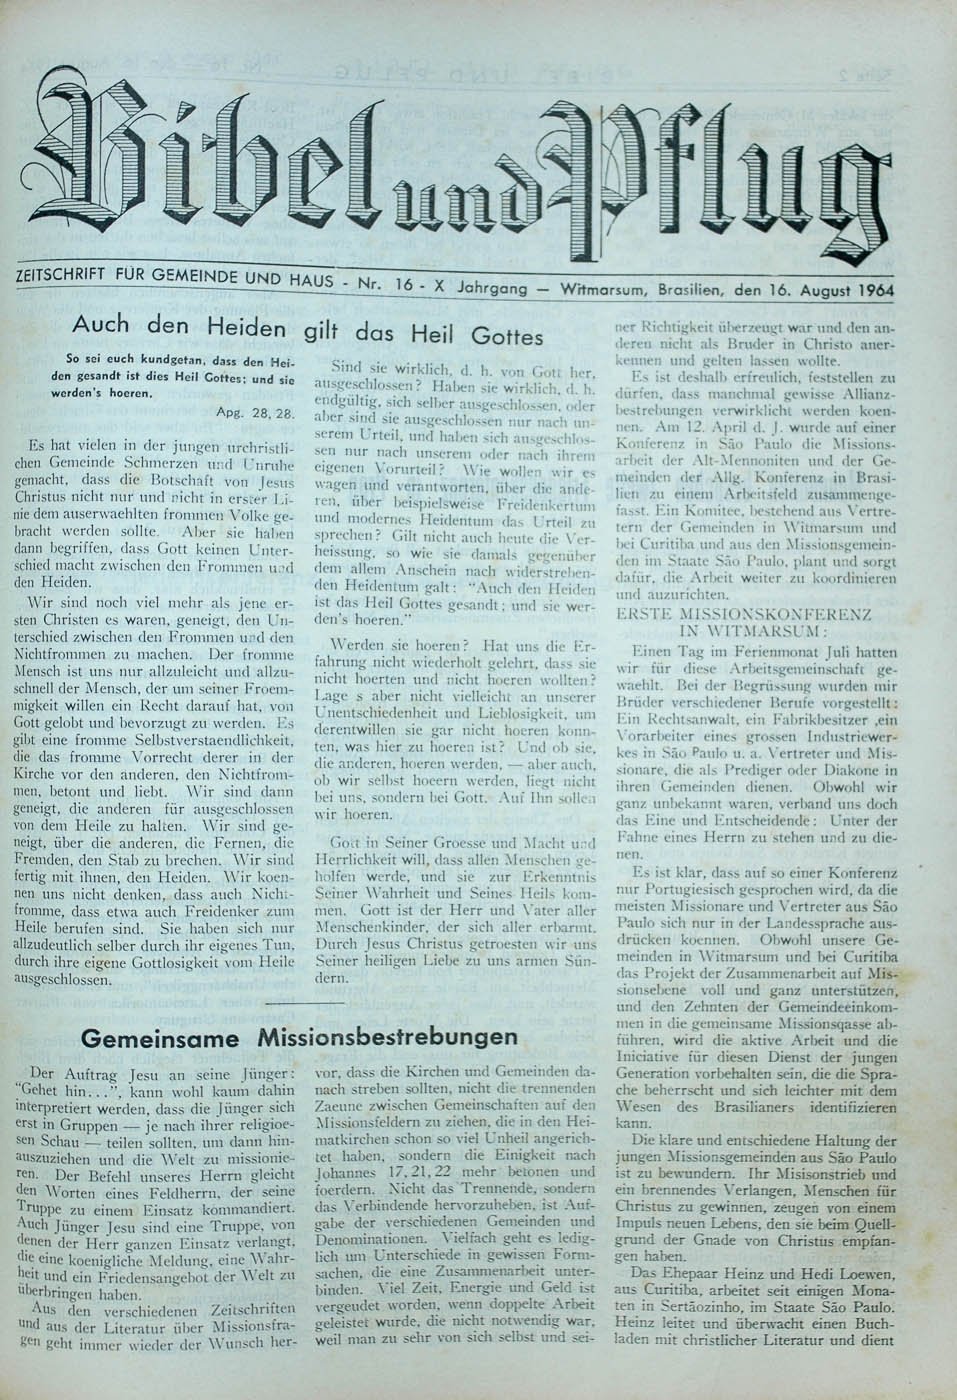 Bibel und Pflug
ZEITSCHRIFT FÜR GEMEINDE UND HAUS - Nr. 16 - X Jahrgang — Witmarsum, Brasilien, den 16. August 1964
Auch den Heiden gilt das Heil Gottes
So sei euch kundgetan, dass den Hei-
den gesandt ist dies Heil Gottes; und sie
werden's hoeren.
Apg. 28, 28.
Es hat vielen in der jungen urchristli-
chen Gemeinde Schmerzen und Unruhe
gemacht, dass die Botschaft von Jesus
Christus nicht nur und nicht in erster Li-
nie dem auserwaehlten frommen Volke ge-
bracht werden sollte. Aber sie haben
dann begriffen, dass Gott keinen Unter-
schied macht zwischen den Frommen und
den Heiden.
Wir sind noch viel mehr als jene er-
sten Christen es waren, geneigt, den Un-
terschied zwischen den Frommen und den
Nichtfrommen zu machen. Der fromme
Mensch ist uns nur allzuleicht und allzu-
schnell der Mensch, der um seiner Froem-
migkeit willen ein Recht darauf hat, von
Gott gelobt und bevorzugt zu werden. Es
gibt eine fromme Selbstverstaendlichkeit,
die das fromme Vorrecht derer in der
Kirche vor den anderen, den Nichtfrom-
men, betont und liebt. Wir sind dann
geneigt, die anderen für ausgeschlossen
von dem Heile zu halten. Wir sind ge-
neigt, über die anderen, die Fernen, die
Fremden, den Stab zu brechen. Wir sind
fertig mit ihnen, den Heiden. Wir koen-
nen uns nicht denken, dass auch Nicht-
fromme, dass etwa auch Freidenker zum
Heile berufen sind. Sie haben sich nur
allzudeutlich selber durch ihr eigenes Tun,
durch ihre eigene Gottlosigkeit vom Heile
ausgeschlossen.
Sind sie wirklich, d. h. von Gott her,
ausgeschlossen? Haben sie wirklich, d. h.
endgültig, sich selber ausgeschlossen, oder
aber sind sie ausgeschlossen nur nach un-
serem Urteil, und haben sich ausgeschlos-
sen nur nach unserem oder nach ihrem
eigenen Vorurteil? Wie wollen wir es
wagen und verantworten, über die ande-
ren, über beispielsweise Freidenkertum
und modernes Heidentum das Urteil zu
sprechen? Gilt nicht auch heute die Ver-
heissung, so wie sie damals gegenüber
dem allem Anschein nach widerstreben-
den Heidentum galt: "Auch den Heiden
ist das Heil Gottes gesandt; und sie wer-
den's hoeren."
Werden sie hoeren? Hat uns die Er-
fahrung nicht wiederholt gelehrt, dass sie
nicht hoerten und nicht hoeren wollten?
Lage s aber nicht vielleicht an unserer
Unentschiedenheit und Lieblosigkeit, um
derentwillen sie gar nicht hoeren konn-
ten, was hier zu hoeren ist? Und ob sie,
die anderen, hoeren werden, — aber auch,
ob wir selbst hoeern werden, liegt nicht
bei uns, sondern bei Gott. Auf Ihn sollen
wir hoeren.
Gott in Seiner Groesse und Macht und
Herrlichkeit will, dass allen Menschen ge-
holfen werde, und sie zur Erkenntnis
Seiner Wahrheit und Seines Heils kom-
men. Gott ist der Herr und Vater aller
Menschenkinder, der sich aller erbarmt.
Durch Jesus Christus getroesten wir uns
Seiner heiligen Liebe zu uns armen Sün-
dern.
Gemeinsame Missionsbestrebungen
Der Auftrag Jesu an seine Jünger:
"Gehet hin...", kann wohl kaum dahin
interpretiert werden, dass die Jünger sich
erst in Gruppen — je nach ihrer religioe-
sen Schau — teilen sollten, um dann hin-
auszuziehen und die Welt zu missionie-
ren. Der Befehl unseres Herrn gleicht
den Worten eines Feldherrn, der seine
Truppe zu einem Einsatz kommandiert.
Auch Jünger Jesu sind eine Truppe, von
denen der Herr ganzen Einsatz verlangt,
die eine koenigliche Meldung, eine Wahr-
heit und ein Friedensangebot der Welt zu
überbringen haben.
Aus den verschiedenen Zeitschriften
und aus der Literatur über Missionsfra-
gen geht immer wieder der Wunsch her-
vor, dass die Kirchen und Gemeinden da-
nach streben sollten, nicht die trennenden
Zaeune zwischen Gemeinschaften auf den
Missionsfeldern zu ziehen, die in den Hei-
matkirchen schon so viel Unheil angerich-
tet haben, sondern die Einigkeit nach
Johannes 17, 21, 22 mehr betonen und
foerdern. Nicht das Trennende, sondern
das Verbindende hervorzuheben, ist Auf-
gabe der verschiedenen Gemeinden und
Denominationen. Vielfach geht es ledig-
lich um Unterschiede in gewissen Form-
sachen, die eine Zusammenarbeit unter-
binden. Viel Zeit, Energie und Geld ist
vergeudet worden, wenn doppelte Arbeit
geleistet wurde, die nicht notwendig war,
weil man zu sehr von sich selbst und sei-
ner Richtigkeit überzeugt war und den an-
deren nicht als Bruder in Christo aner-
kennen und gelten lassen wollte.
Es ist deshalb erfreulich, feststellen zu
dürfen, dass manchmal gewisse Allianz-
bestrebungen verwirklicht werden koen-
nen. Am 12. April d. J. wurde auf einer
Konferenz in São Paulo die Missions-
arbeit der Alt-Mennoniten und der Ge-
meinden der Allg. Konferenz in Brasi-
lien zu einem Arbeitsfeld zusammenge-
fasst. Ein Komitee, bestehend aus Vertre-
tern der Gemeinden in Witmarsum und
bei Curitiba und aus den Missionsgemein-
den im Staate São Paulo, plant und sorgt
dafür, die Arbeit weiter zu koordinieren
und auzurichten.
ERSTE MISSIONSKONFERENZ
IN WITMARSUM:
Einen Tag im Ferienmonat Juli hatten
wir für diese Arbeitsgemeinschaft ge-
waehlt. Bei der Begrüssung wurden mir
Brüder verschiedener Berufe vorgestellt:
Ein Rechtsanwalt, ein Fabrikbesitzer ,ein
Vorarbeiter eines grossen Industriewer-
kes in São Paulo u. a. Vertreter und Mis-
sionare, die als Prediger oder Diakone in
ihren Gemeinden dienen. Obwohl wir
ganz unbekannt waren, verband uns doch
das Eine und Entscheidende: Unter der
Fahne eines Herrn zu stehen und zu die-
nen.
Es ist klar, dass auf so einer Konferenz
nur Portugiesisch gesprochen wird, da die
meisten Missionare und Vertreter aus São
Paulo sich nur in der Landessprache aus-
drücken koennen. Obwohl unsere Ge-
meinden in Witmarsum und bei Curitiba
das Projekt der Zusammenarbeit auf Mis-
sionsebene voll und ganz unterstützen,
und den Zehnten der Gemeindeeinkom-
men in die gemeinsame Missionsqasse ab-
führen, wird die aktive Arbeit und die
Iniciative für diesen Dienst der jungen
Generation vorbehalten sein, die die Spra-
che beherrscht und sich leichter mit dem
Wesen des Brasilianers identifizieren
kann.
Die klare und entschiedene Haltung der
jungen Missionsgemeinden aus São Paulo
ist zu bewundern. Ihr Misisonstrieb und
ein brennendes Verlangen, Menschen für
Christus zu gewinnen, zeugen von einem
Impuls neuen Lebens, den sie beim Quell-
grund der Gnade von Christus empfan-
gen haben.
Das Ehepaar Heinz und Hedi Loewen,
aus Curitiba, arbeitet seit einigen Mona-
ten in Sertãozinho, im Staate São Paulo.
Heinz leitet und überwacht einen Buch-
laden mit christlicher Literatur und dient